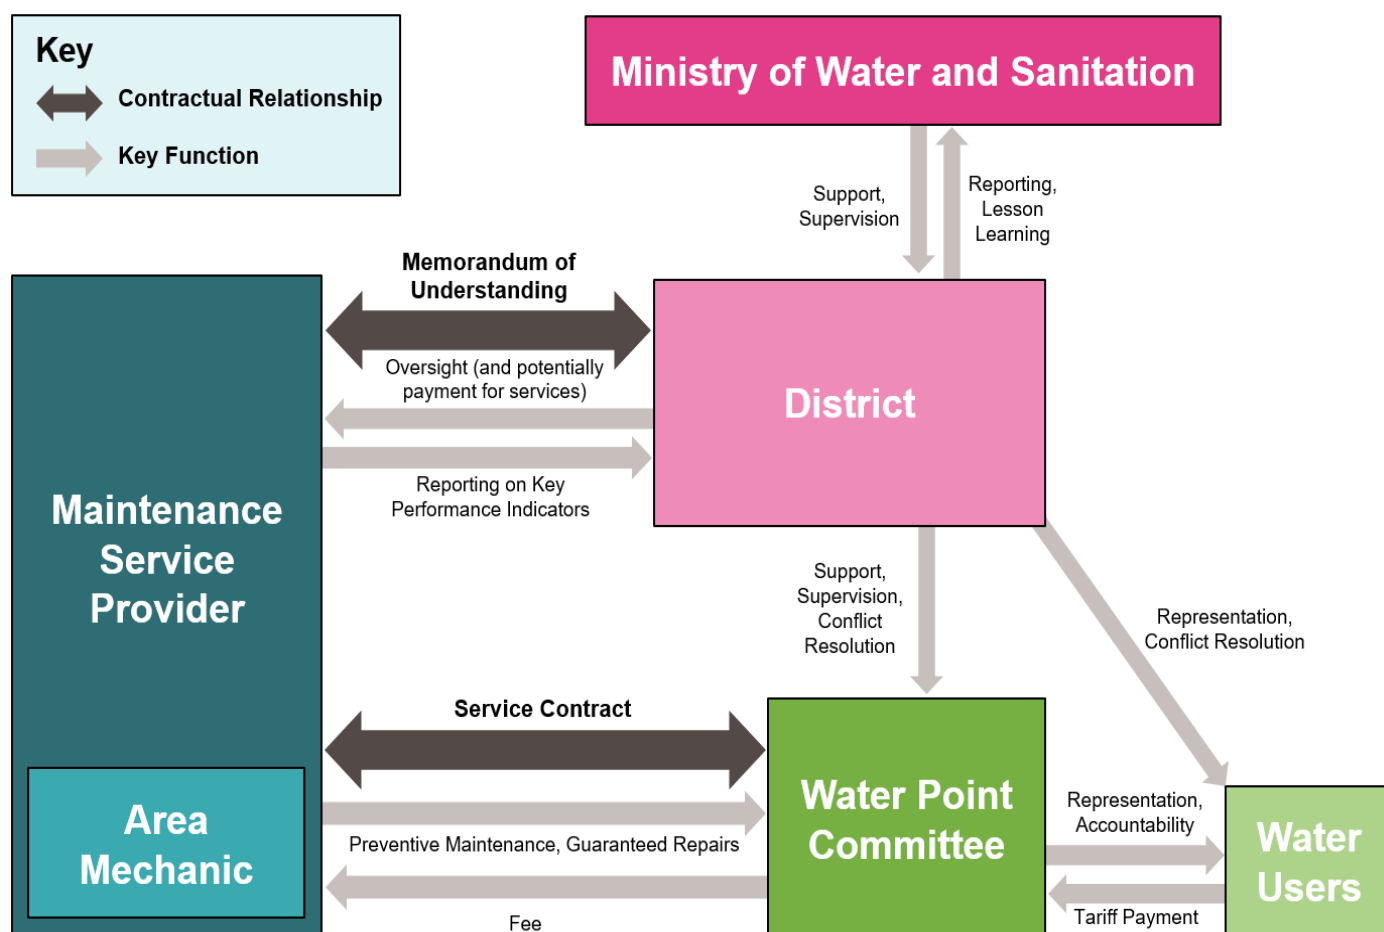 Key
Contractual Relationship
Key Function
Ministry of Water and Sanitation
Support,
Supervision
Reporting,
Lesson
Learning
Memorandum of
Understanding
Oversight (and potentially
payment for services)
Reporting on Key
Performance Indicators
District
Maintenance
Service
Provider
Support,
Supervision,
Conflict
Resolution
Representation,
Conflict Resolution
Service Contract
Area
Mechanic
Preventive Maintenance, Guaranteed Repairs
Fee
Water Point
Committee
Representation,
Accountability
Tariff Payment
Water
Users